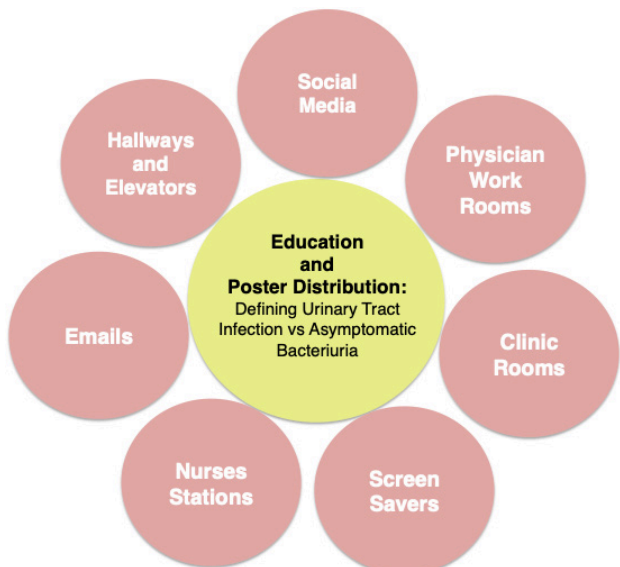 Social
Media
Hallways
and
Elevators
Physician
Work
Rooms
Education
and
Poster Distribution:
Defining Urinary Tract
Infection vs Asymptomatic
Bacteriuria
Emails
Clinic
Rooms
Nurses
Stations
Screen
Savers